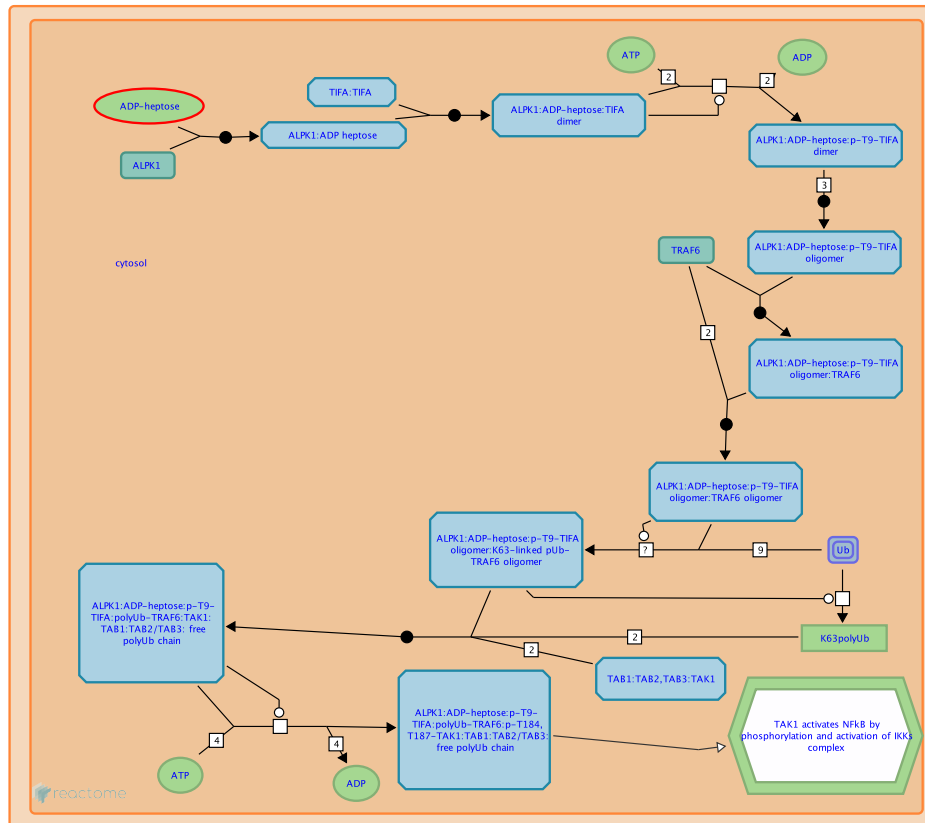 ATP
ADP
2
2
TIFA:TIFA
ADP-heptose
ALPK1:ADP-heptose:TIFA
dimer
ALPK1:ADP heptose
ALPK1:ADP-heptose:p-T9-TIFA
dimer
ALPK1
3
TRAF6
ALPK1:ADP-heptose:p-T9-TIFA
oligomer
cytosol
2
ALPK1:ADP-heptose:p-T9-TIFA
oligomer:TRAF6
ALPK1:ADP-heptose:p-T9-TIFA
oligomer:TRAF6 oligomer
ALPK1:ADP-heptose:p-T9-TIFA
oligomer:K63-linked pUb-
TRAF6 oligomer
?
9
Ub
ALPK1:ADP-heptose:p-T9-
TIFA:polyUb-TRAF6:TAK1:
TAB1:TAB2/TAB3: free
polyUb chain
2
K63polyUb
2
TAB1:TAB2,TAB3:TAK1
ALPK1:ADP-heptose:p-T9-
TIFA:polyUb-TRAF6:p-T184,
T187-TAK1:TAB1:TAB2/TAB3:
free polyUb chain
TAK1 activates NFkB by
phosphorylation and activation of IKKs
complex
4
4
ATP
ADP
reactome